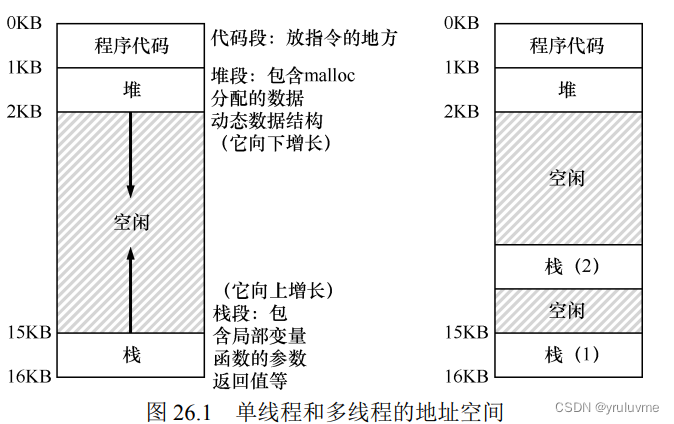 0KB
程序代码
代码段：放指令的地方
1KB
堆
堆段：包含malloc
分配的数据
动态数据结构
（它向下增长）
2KB
空闲
（它向上增长）
栈段：包
含局部变量
函数的参数
返回值等
15KB
栈
16KB
0KB
程序代码
1KB
堆
2KB
空闲
栈（2）
空闲
15KB
栈（1）
16KB
图 26.1 单线程和多线程的地址空间
CSDN @yruluvme